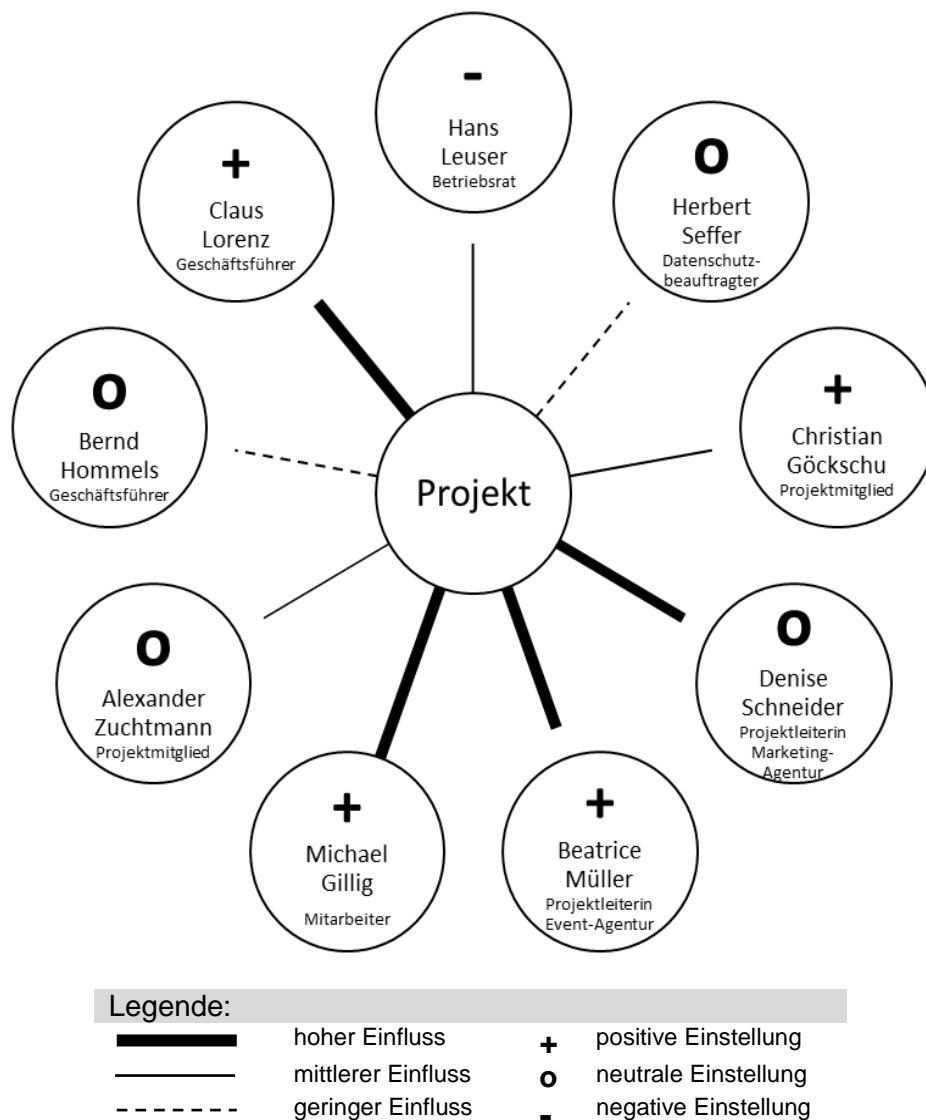 -
Hans
Leuser
Betriebsrat
o
Herbert
Seffer
Datenschutz-
beauftragter
+
Christian
Göckschu
Projektmitglied
o
Denise
Schneider
Projektleiterin
Marketing-
Agentur
+
Beatrice
Müller
Projektleiterin
Event-Agentur
+
Michael
Gillig
Mitarbeiter
o
Alexander
Zuchtmann
Projektmitglied
o
Bernd
Hommels
Geschäftsführer
+
Claus
Lorenz
Geschäftsführer
Projekt
Legende:
hoher Einfluss + positive Einstellung
mittlerer Einfluss o neutrale Einstellung
geringer Einfluss - negative Einstellung